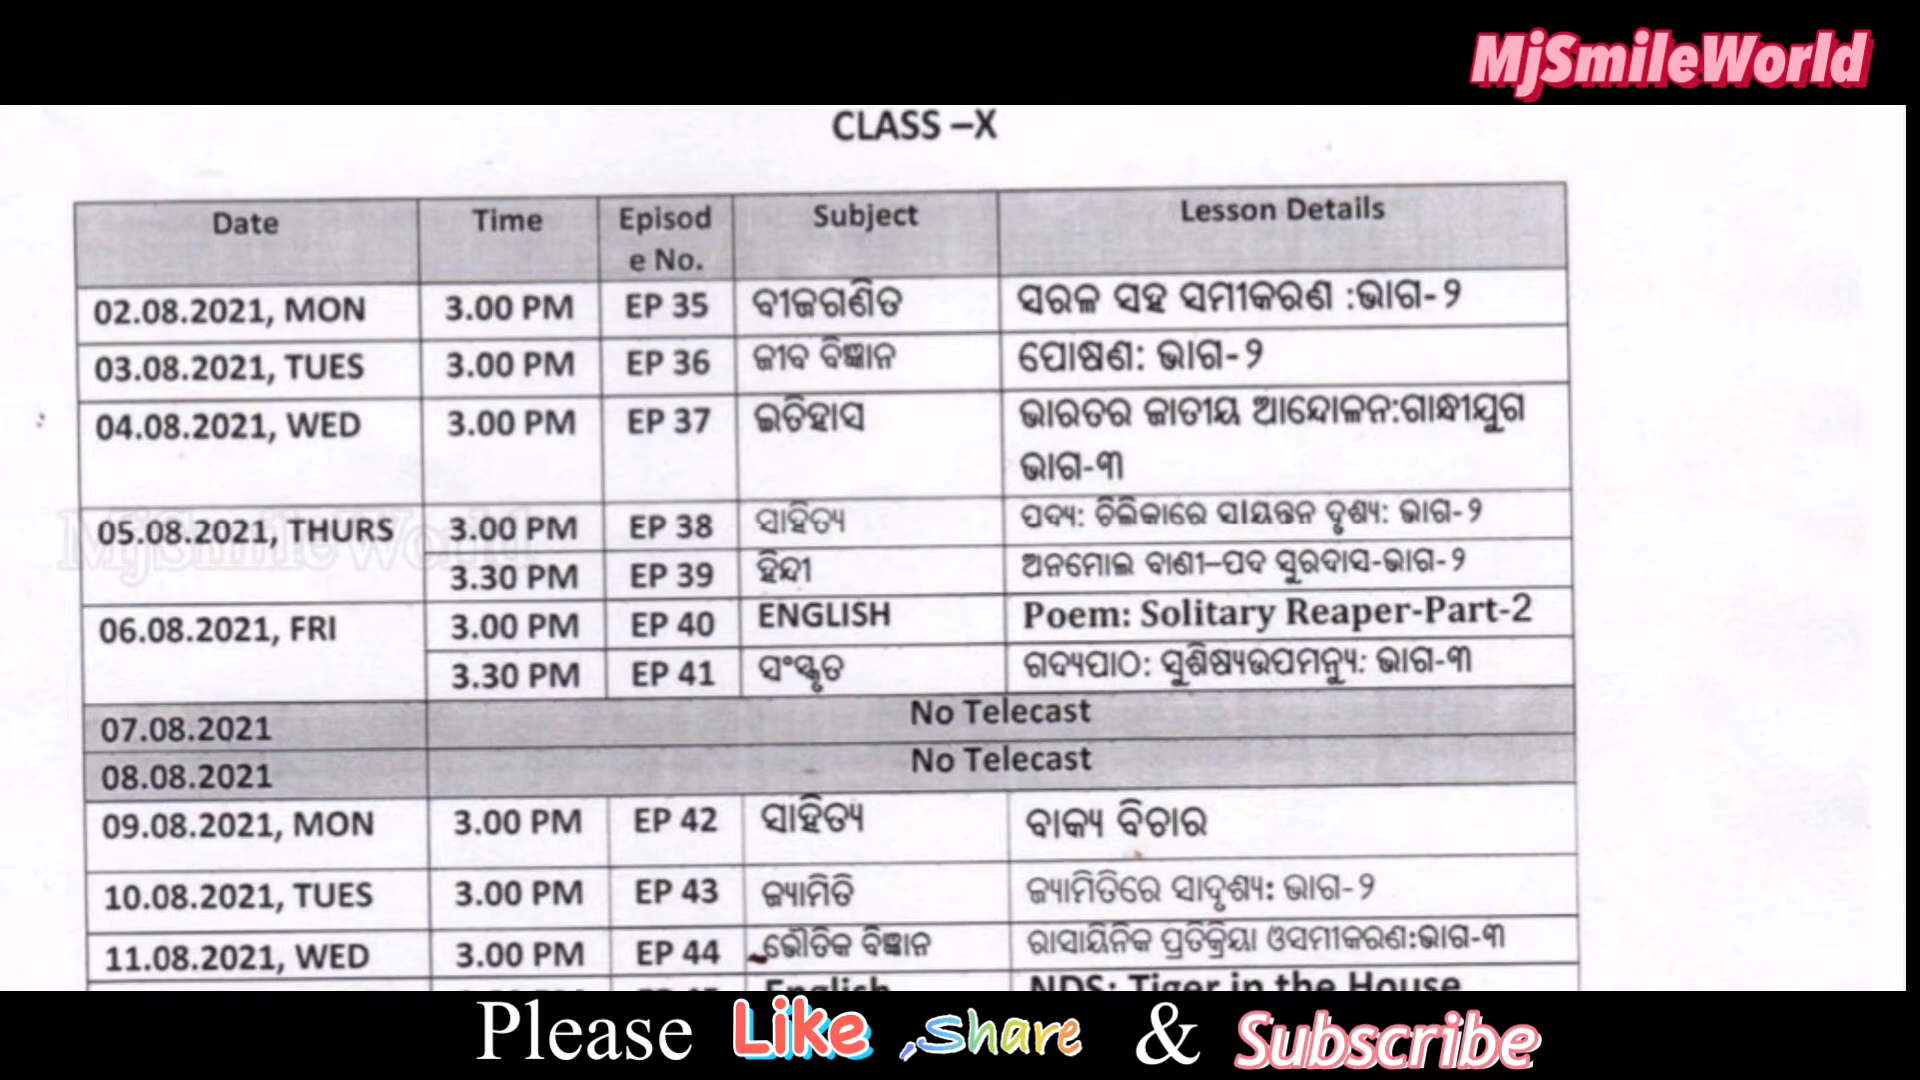 MjSmileWorld
CLASS –X
Date Time Episod Subject Lesson Details
e No.
02.08.2021, MON 3.00 PM EP 35 ବୀଜଗଣିତ ସରଳ ସହ ସମୀକରଣ :ଭାଗ-୨
03.08.2021, TUES 3.00 PM EP 36 ଜୀବ ବିଜ୍ଞାନ ପୋଷଣ: ଭାଗ-୨
04.08.2021, WED 3.00 PM EP 37 ଇତିହାସ ଭାରତର ଜାତୀୟ ଆନ୍ଦୋଳନ:ଗାନ୍ଧୀଯୁଗ
ଭାଗ-୩
MjSmileWorld
05.08.2021, THURS 3.00 PM EP 38 ସାହିତ୍ୟ ପଦ୍ୟ: ଚିଲିକାରେ ସାୟନ୍ତନ ଦୃଶ୍ୟ: ଭାଗ-୨
3.30 PM EP 39 ହିନ୍ଦୀ ଅନମୋଲ ବାଣୀ–ପଦ ସୁରଦାସ-ଭାଗ-୨
06.08.2021, FRI 3.00 PM EP 40 ENGLISH Poem: Solitary Reaper-Part-2
3.30 PM EP 41 ସଂସ୍କୃତ ଗଦ୍ୟପାଠ: ସୁଶିଷ୍ୟଉପମନ୍ୟୁ: ଭାଗ-୩
07.08.2021 No Telecast
08.08.2021 No Telecast
09.08.2021, MON 3.00 PM EP 42 ସାହିତ୍ୟ ବାକ୍ୟ ବିଚାର
10.08.2021, TUES 3.00 PM EP 43 ଜ୍ୟାମିତି ଜ୍ୟାମିତିରେ ସାଦୃଶ୍ୟ: ଭାଗ-୨
11.08.2021, WED 3.00 PM EP 44 ଭୌତିକ ବିଜ୍ଞାନ ରାସାୟିନିକ ପ୍ରତିକ୍ରିୟା ଓସମୀକରଣ:ଭାଗ-୩
English NDS: Tiger in the House
Please Like ,share & Subscribe